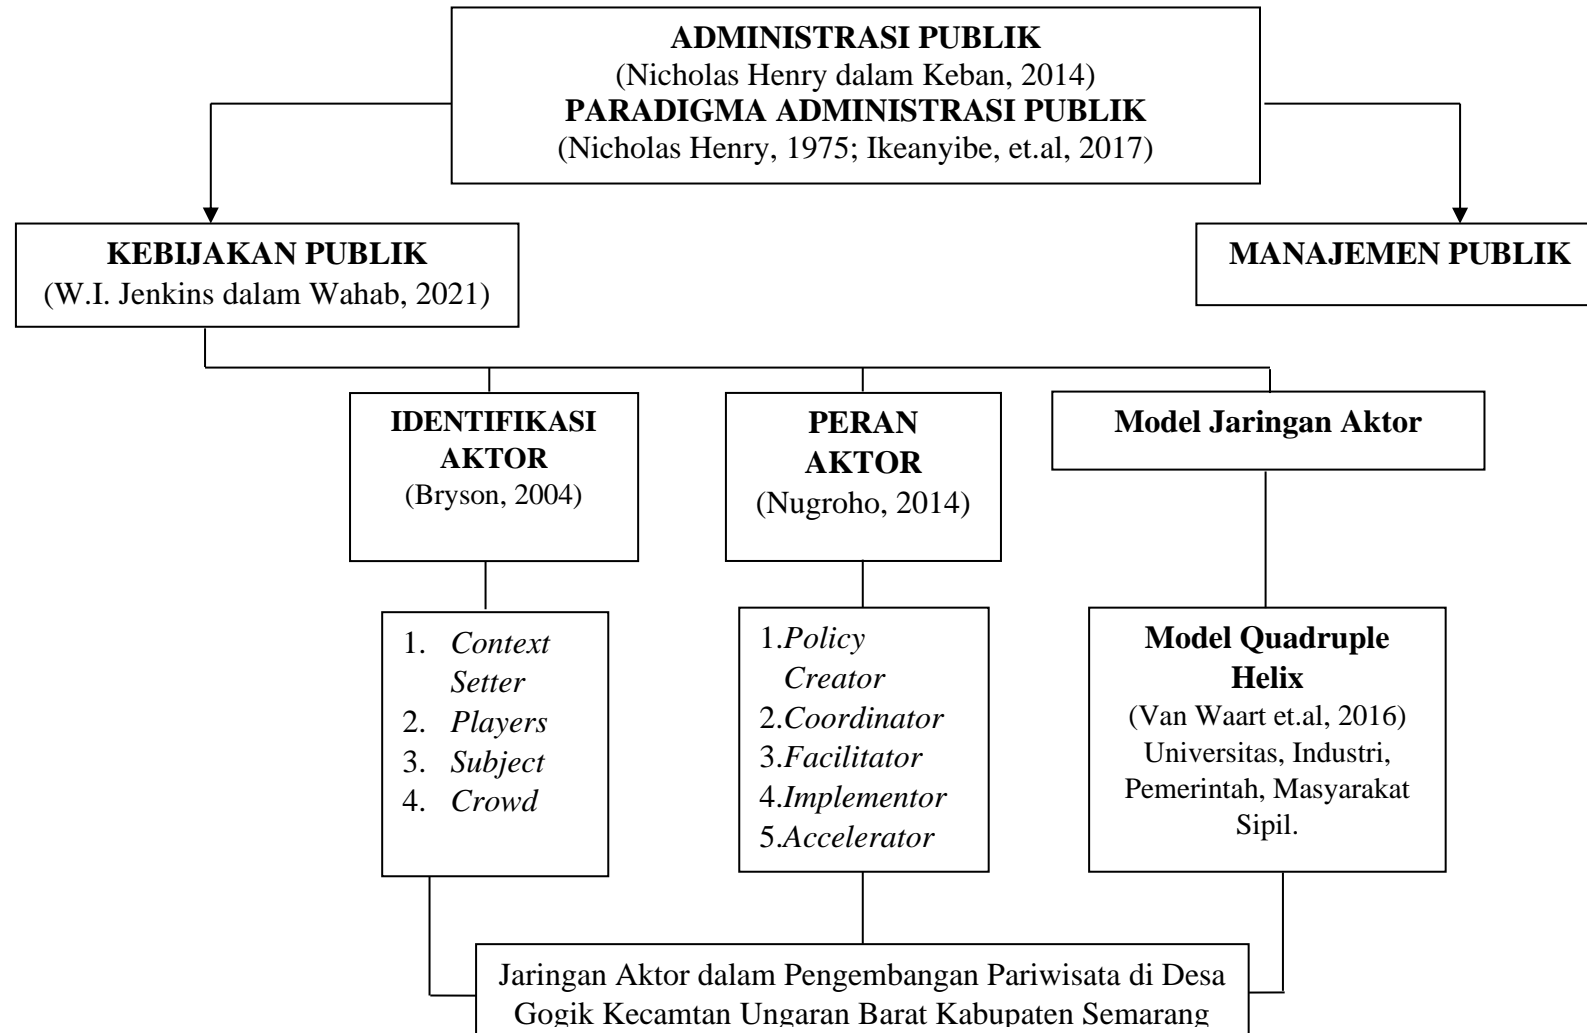 ADMINISTRASI PUBLIK
(Nicholas Henry dalam Keban, 2014)
PARADIGMA ADMINISTRASI PUBLIK
(Nicholas Henry, 1975; Ikeanyibe, et.al, 2017)
KEBIJAKAN PUBLIK
(W.I. Jenkins dalam Wahab, 2021)
MANAJEMEN PUBLIK
IDENTIFIKASI
AKTOR
(Bryson, 2004)
PERAN
AKTOR
(Nugroho, 2014)
Model Jaringan Aktor
1. Context
Setter
2. Players
3. Subject
4. Crowd
1.Policy
Creator
2.Coordinator
3.Facilitator
4.Implementor
5.Accelerator
Model Quadruple
Helix
(Van Waart et.al, 2016)
Universitas, Industri,
Pemerintah, Masyarakat
Sipil.
Jaringan Aktor dalam Pengembangan Pariwisata di Desa
Gogik Kecamtan Ungaran Barat Kabupaten Semarang